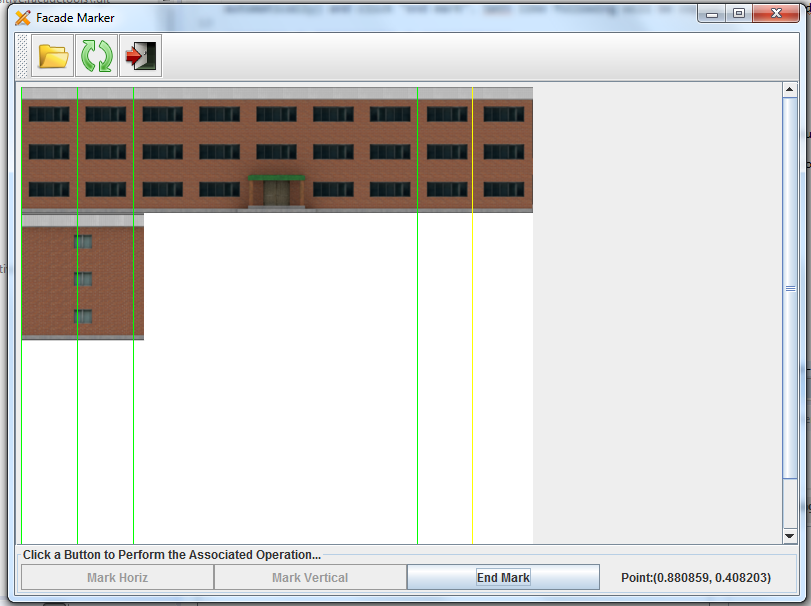 Facade Marker
Click a Button to Perform the Associated Operation...
Mark Horiz
Mark Vertical
End Mark
Point:(0.880859, 0.408203)